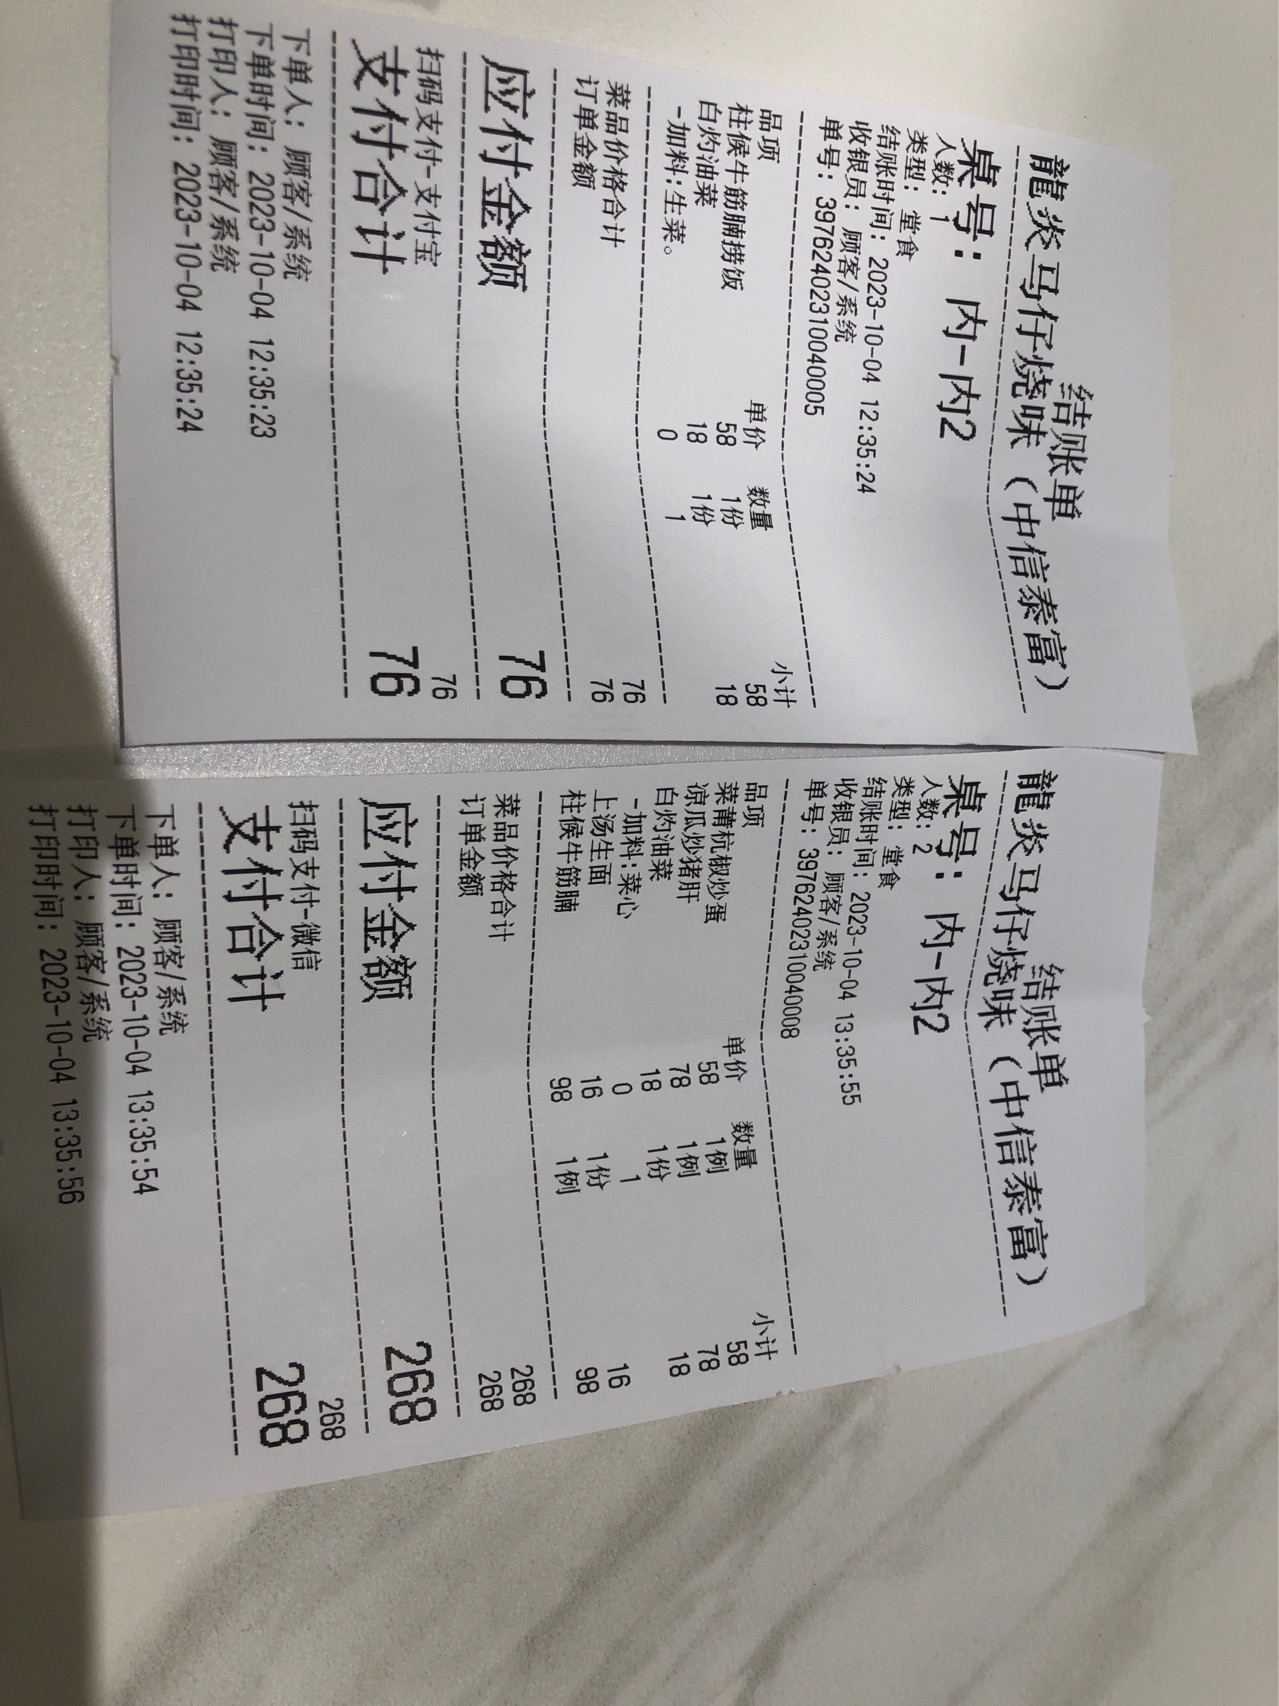 结账单
龍炎马仔烧味（中信泰富）
桌号：内-内2
人数：1
类型：堂食
结账时间：2023-10-04 12:35:24
收银员：顾客/系统
单号：39762402310040005
品项 单价 数量 小计
柱候牛筋腩捞饭 58 1份 58
白灼油菜 18 1份 18
-加料:生菜。 0 1
菜品价格合计 76
订单金额 76
应付金额 76
扫码支付-支付宝 76
支付合计 76
下单人：顾客/系统
下单时间：2023-10-04 12:35:23
打印人：顾客/系统
打印时间：2023-10-04 12:35:24
结账单
龍炎马仔烧味（中信泰富）
桌号：内-内2
人数：2
类型：堂食
结账时间：2023-10-04 13:35:55
收银员：顾客/系统
单号：39762402310040008
品项 单价 数量 小计
菜莆杭椒炒蛋 58 1例 58
凉瓜炒猪肝 78 1例 78
白灼油菜 18 1份 18
-加料:菜心 0 1
上汤生面 16 1份 16
柱候牛筋腩 98 1例 98
菜品价格合计 268
订单金额 268
应付金额 268
扫码支付-微信 268
支付合计 268
下单人：顾客/系统
下单时间：2023-10-04 13:35:54
打印人：顾客/系统
打印时间：2023-10-04 13:35:56